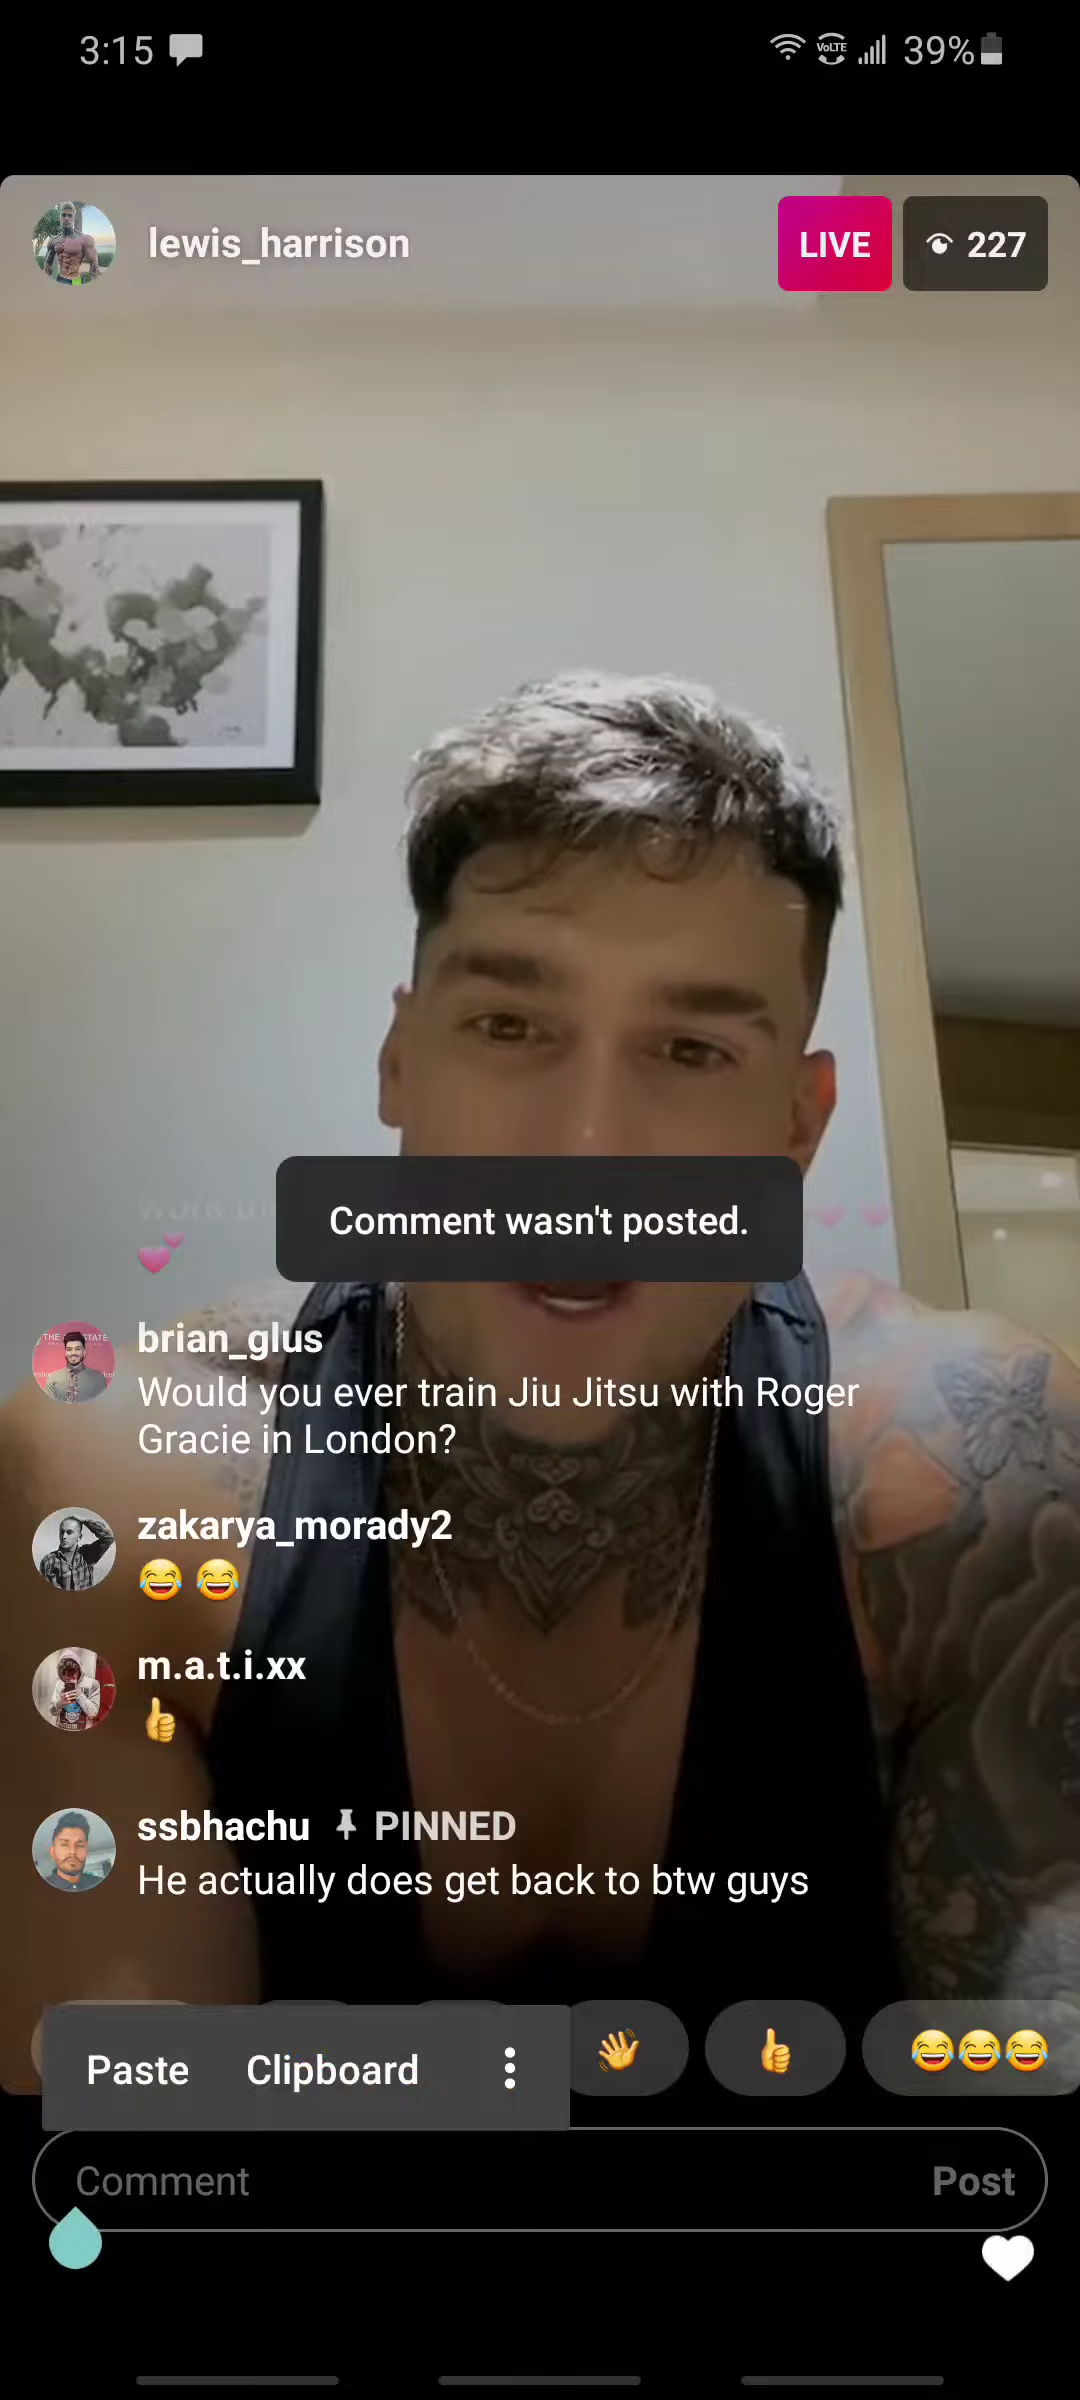 3:15
VoLTE
39%
lewis_harrison
LIVE
227
Comment wasn't posted.
💕
brian_glus
Would you ever train Jiu Jitsu with Roger
Gracie in London?
zakarya_morady2
😂 😂
m.a.t.i.xx
👍
ssbhachu PINNED
He actually does get back to btw guys
👋 👍 😂😂😂
Paste Clipboard
Comment Post